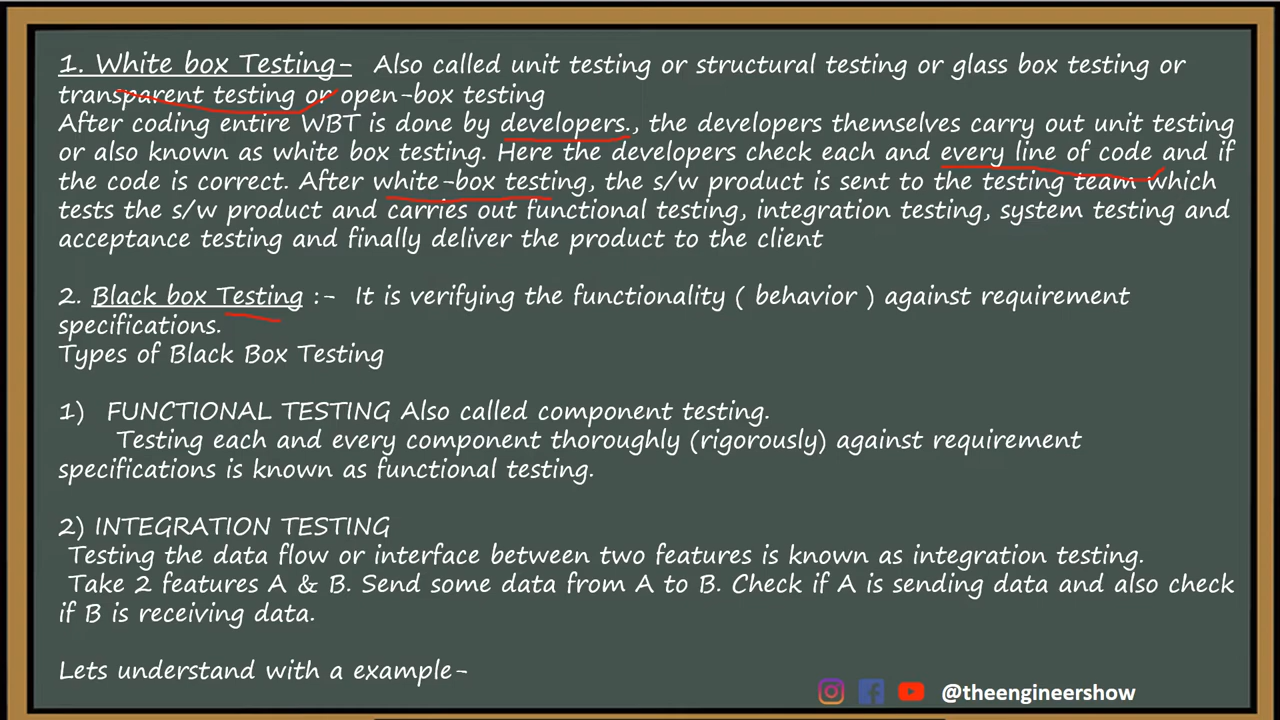 1. White box Testing- Also called unit testing or structural testing or glass box testing or
transparent testing or open-box testing
After coding entire WBT is done by developers., the developers themselves carry out unit testing
or also known as white box testing. Here the developers check each and every line of code and if
the code is correct. After white-box testing, the s/w product is sent to the testing team which
tests the s/w product and carries out functional testing, integration testing, system testing and
acceptance testing and finally deliver the product to the client
2. Black box Testing :- It is verifying the functionality ( behavior ) against requirement
specifications.
Types of Black Box Testing
1) FUNCTIONAL TESTING Also called component testing.
Testing each and every component thoroughly (rigorously) against requirement
specifications is known as functional testing.
2) INTEGRATION TESTING
Testing the data flow or interface between two features is known as integration testing.
Take 2 features A & B. Send some data from A to B. Check if A is sending data and also check
if B is receiving data.
Lets understand with a example-
@theengineershow